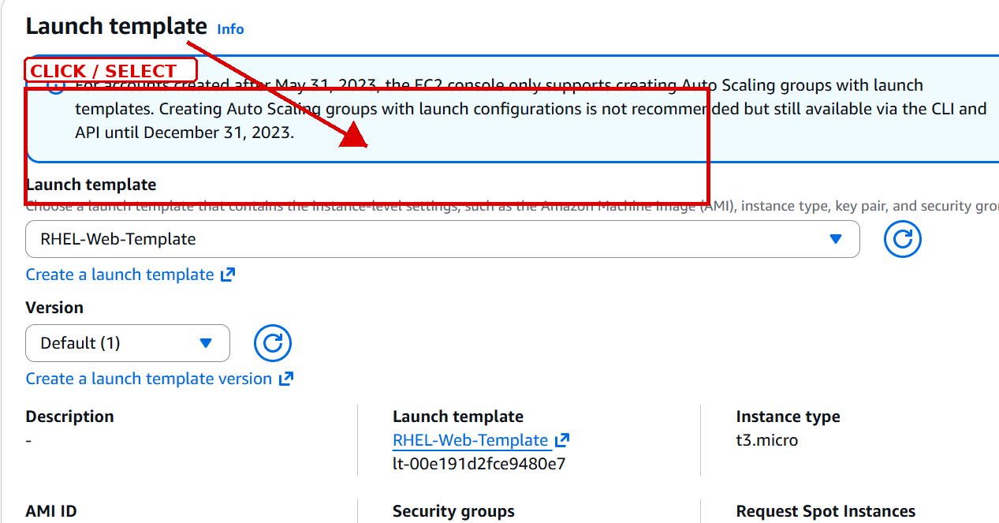 Launch template Info
CLICK / SELECT
For accounts created after May 31, 2023, the EC2 console only supports creating Auto Scaling groups with launch
templates. Creating Auto Scaling groups with launch configurations is not recommended but still available via the CLI and
API until December 31, 2023.
Launch template
Choose a launch template that contains the instance-level settings, such as the Amazon Machine Image (AMI), instance type, key pair, and security grou
RHEL-Web-Template
Create a launch template
Version
Default (1)
Create a launch template version
Description
-
Launch template
RHEL-Web-Template
lt-00e191d2fce9480e7
Instance type
t3.micro
AMI ID
Security groups
Request Spot Instances